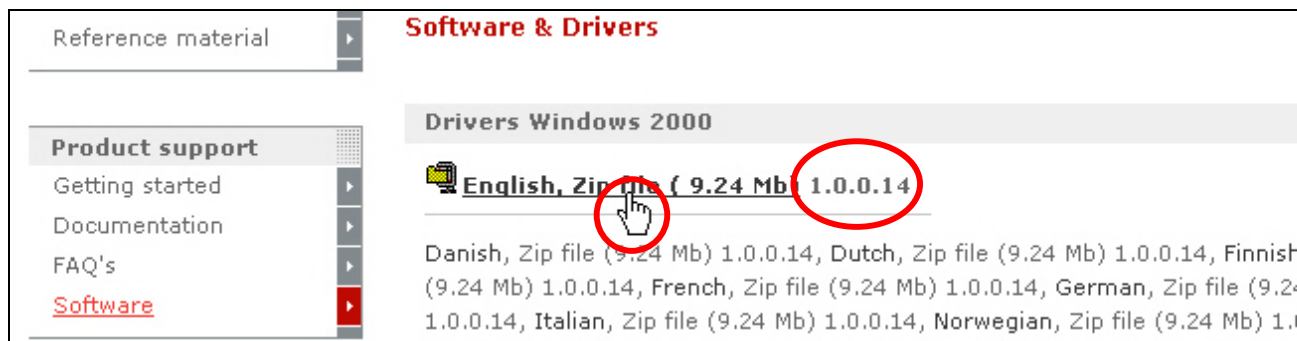 Reference material
Product support
Getting started
Documentation
FAQ's
Software
Software & Drivers
Drivers Windows 2000
English, Zip file ( 9.24 Mb) 1.0.0.14
Danish, Zip file (9.24 Mb) 1.0.0.14, Dutch, Zip file (9.24 Mb) 1.0.0.14, Finnish
(9.24 Mb) 1.0.0.14, French, Zip file (9.24 Mb) 1.0.0.14, German, Zip file (9.24
1.0.0.14, Italian, Zip file (9.24 Mb) 1.0.0.14, Norwegian, Zip file (9.24 Mb) 1.